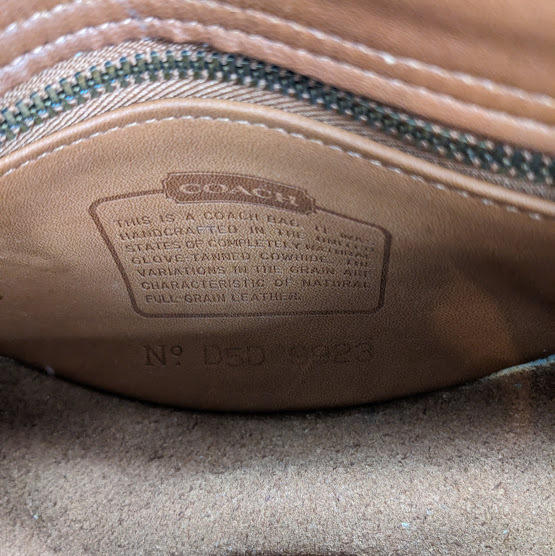 COACH
THIS IS A COACH BAG. IT WAS
HANDCRAFTED IN THE UNITED
STATES OF COMPLETELY NATURAL
GLOVE-TANNED COWHIDE. THE
VARIATIONS IN THE GRAIN ARE
CHARACTERISTIC OF NATURAL
FULL GRAIN LEATHER.
Nº D5D 9923